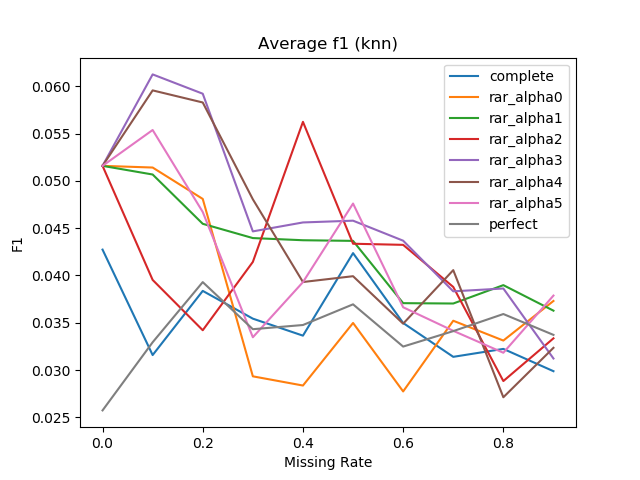 Average f1 (knn)
0.060
0.055
0.050
0.045
0.040
0.035
0.030
0.025
F1
0.0
0.2
0.4
0.6
0.8
Missing Rate
complete
rar_alpha0
rar_alpha1
rar_alpha2
rar_alpha3
rar_alpha4
rar_alpha5
perfect